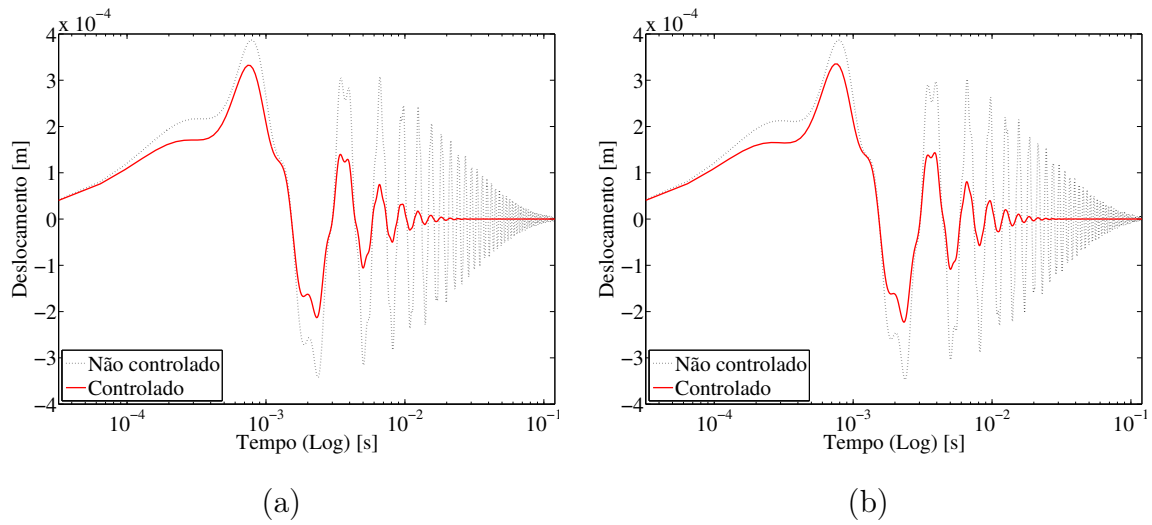 x 10⁻⁴
4
3
2
1
0
−1
−2
−3
−4
Deslocamento [m]
Não controlado
Controlado
10⁻⁴ 10⁻³ 10⁻² 10⁻¹
Tempo (Log) [s]
(a)
x 10⁻⁴
4
3
2
1
0
−1
−2
−3
−4
Deslocamento [m]
Não controlado
Controlado
10⁻⁴ 10⁻³ 10⁻² 10⁻¹
Tempo (Log) [s]
(b)